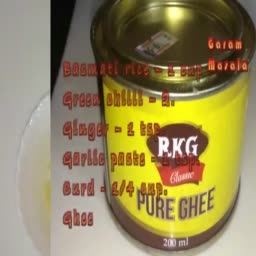 Garam
Masala
Basmati rice - 1 cup
Green chilli - 2.
Ginger - 1 tsp
Garlic paste - 1 tsp.
Curd - 1/4 cup.
Ghee
RKG
Classic
PURE GHEE
200 ml